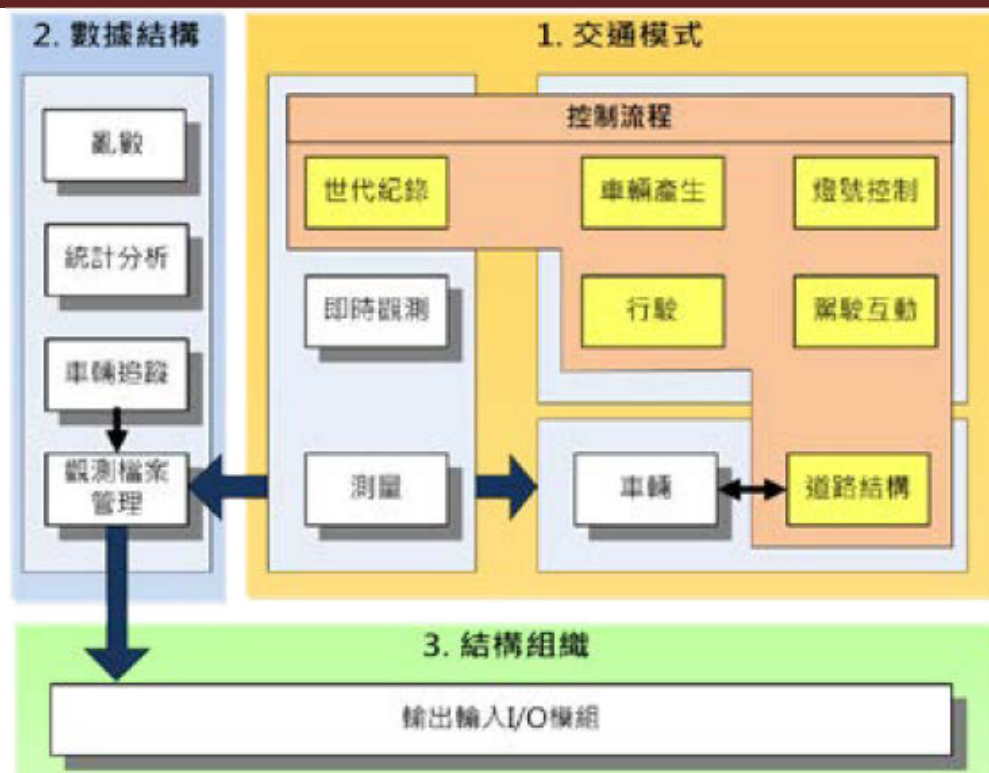 2. 數據結構
1. 交通模式
亂數
統計分析
車輛追蹤
觀測檔案
管理
控制流程
世代紀錄
車輛產生
燈號控制
即時觀測
行駛
駕駛互動
測量
車輛
道路結構
3. 結構組織
輸出輸入I/O模組